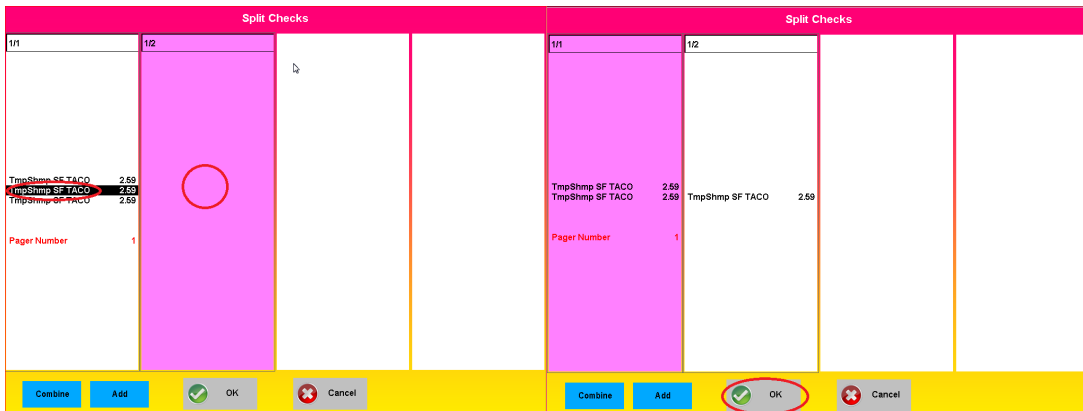 Split Checks
1/1
1/2
TmpShmp SF TACO 2.59
TmpShmp SF TACO 2.59
TmpShmp SF TACO 2.59
Pager Number 1
Combine
Add
OK
Cancel
Split Checks
1/1
1/2
TmpShmp SF TACO 2.59
TmpShmp SF TACO 2.59
TmpShmp SF TACO 2.59
Pager Number 1
Combine
Add
OK
Cancel